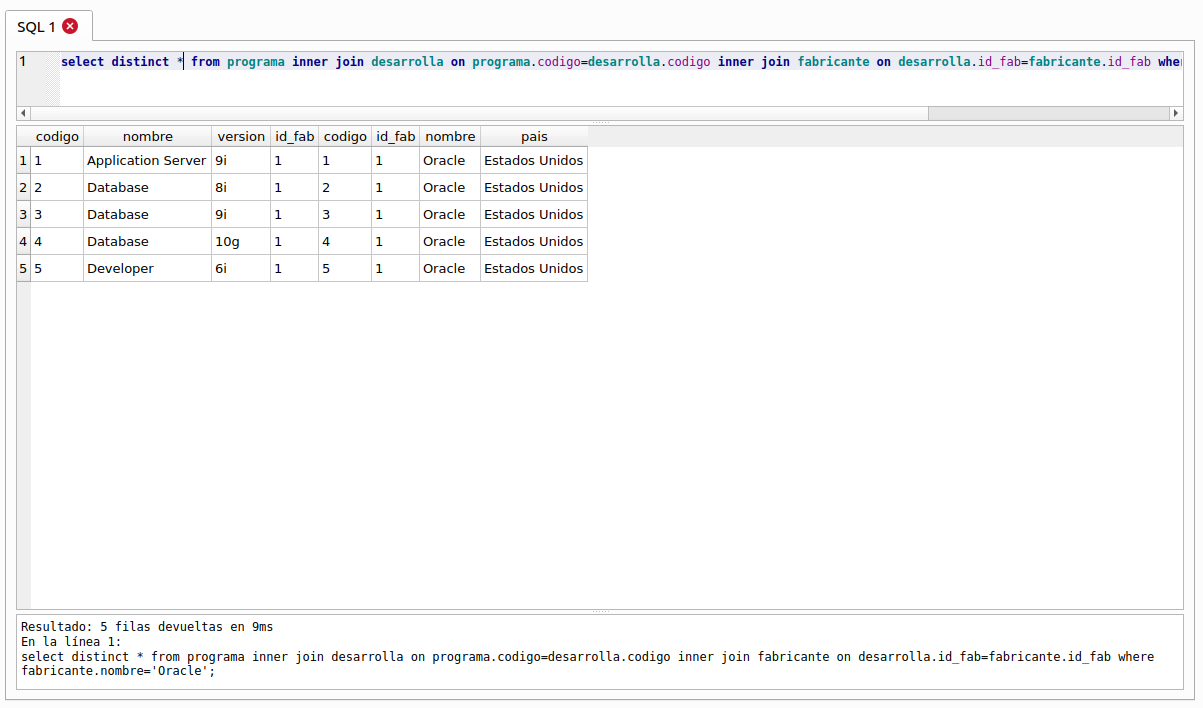 SQL 1
1 select distinct * from programa inner join desarrolla on programa.codigo=desarrolla.codigo inner join fabricante on desarrolla.id_fab=fabricante.id_fab wher
codigo nombre version id_fab codigo id_fab nombre pais
1 1 Application Server 9i 1 1 1 Oracle Estados Unidos
2 2 Database 8i 1 2 1 Oracle Estados Unidos
3 3 Database 9i 1 3 1 Oracle Estados Unidos
4 4 Database 10g 1 4 1 Oracle Estados Unidos
5 5 Developer 6i 1 5 1 Oracle Estados Unidos
Resultado: 5 filas devueltas en 9ms
En la línea 1:
select distinct * from programa inner join desarrolla on programa.codigo=desarrolla.codigo inner join fabricante on desarrolla.id_fab=fabricante.id_fab where
fabricante.nombre='Oracle';